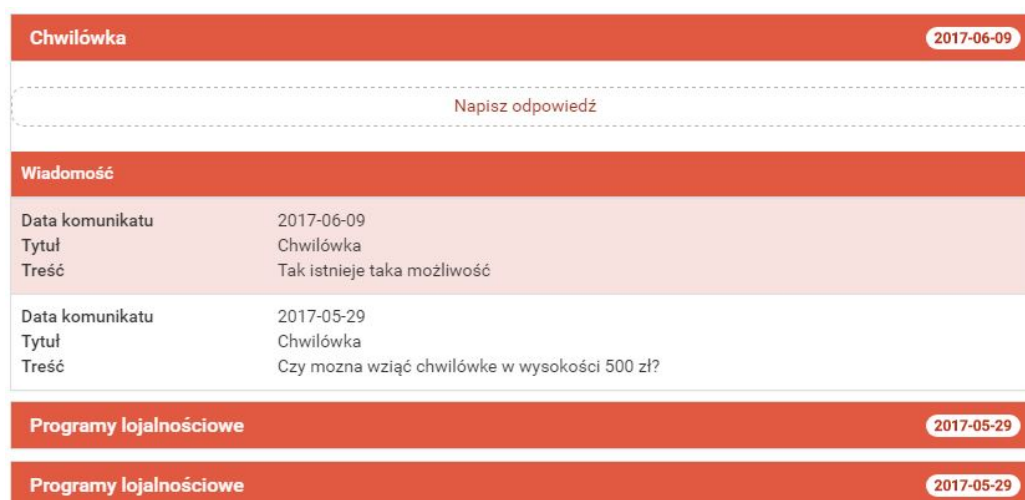 Chwilówka 2017-06-09
Napisz odpowiedź
Wiadomość
Data komunikatu 2017-06-09
Tytuł Chwilówka
Treść Tak istnieje taka możliwość
Data komunikatu 2017-05-29
Tytuł Chwilówka
Treść Czy mozna wziąć chwilówke w wysokości 500 zł?
Programy lojalnościowe 2017-05-29
Programy lojalnościowe 2017-05-29